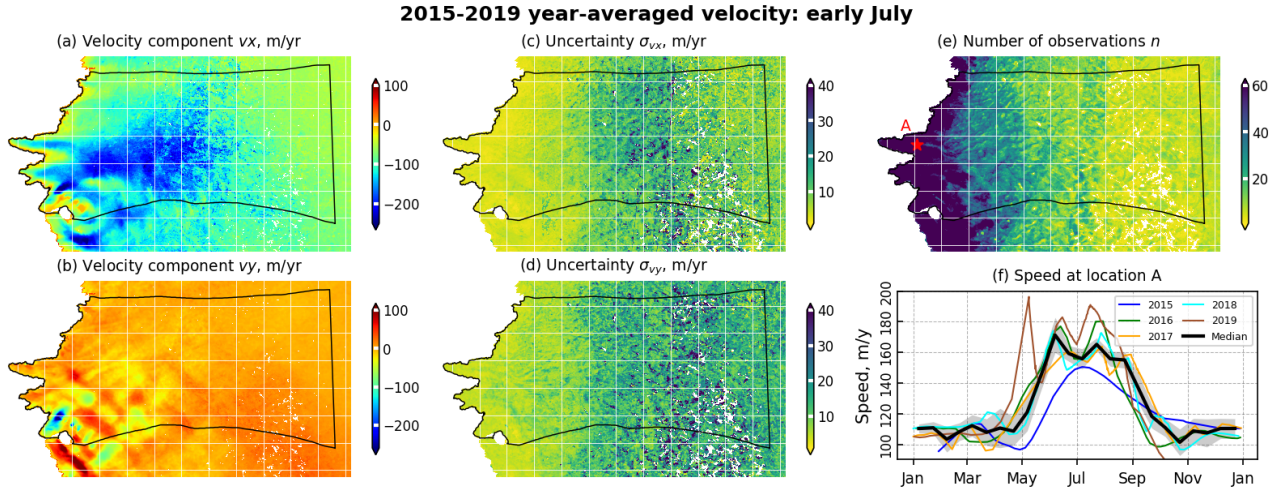 2015-2019 year-averaged velocity: early July
(a) Velocity component vx, m/yr
100
0
−100
−200
(c) Uncertainty σvx, m/yr
40
30
20
10
(e) Number of observations n
A
60
40
20
(b) Velocity component vy, m/yr
100
0
−100
−200
(d) Uncertainty σvy, m/yr
40
30
20
10
(f) Speed at location A
Speed, m/y
200
180
160
140
120
100
2015
2016
2017
2018
2019
Median
Jan Mar May Jul Sep Nov Jan